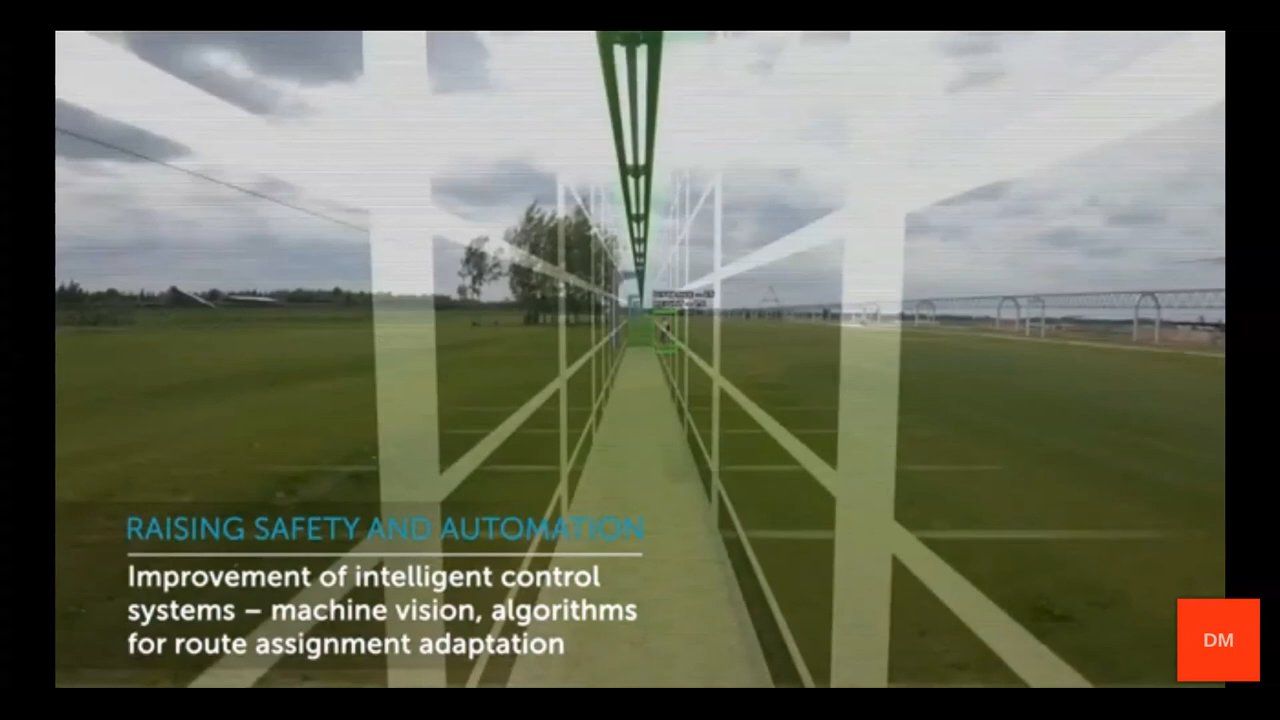 RAISING SAFETY AND AUTOMATION
Improvement of intelligent control
systems – machine vision, algorithms
for route assignment adaptation
DM